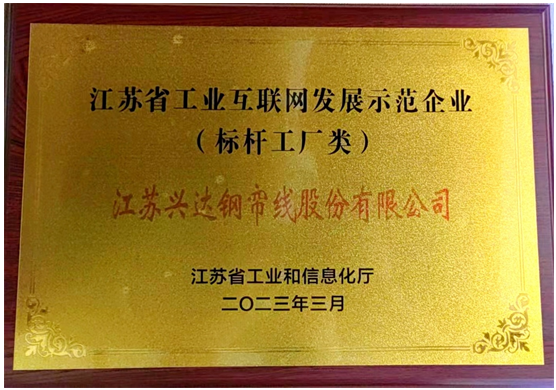 江苏省工业互联网发展示范企业
（标杆工厂类）
江苏兴达钢帘线股份有限公司
江苏省工业和信息化厅
二〇二三年三月